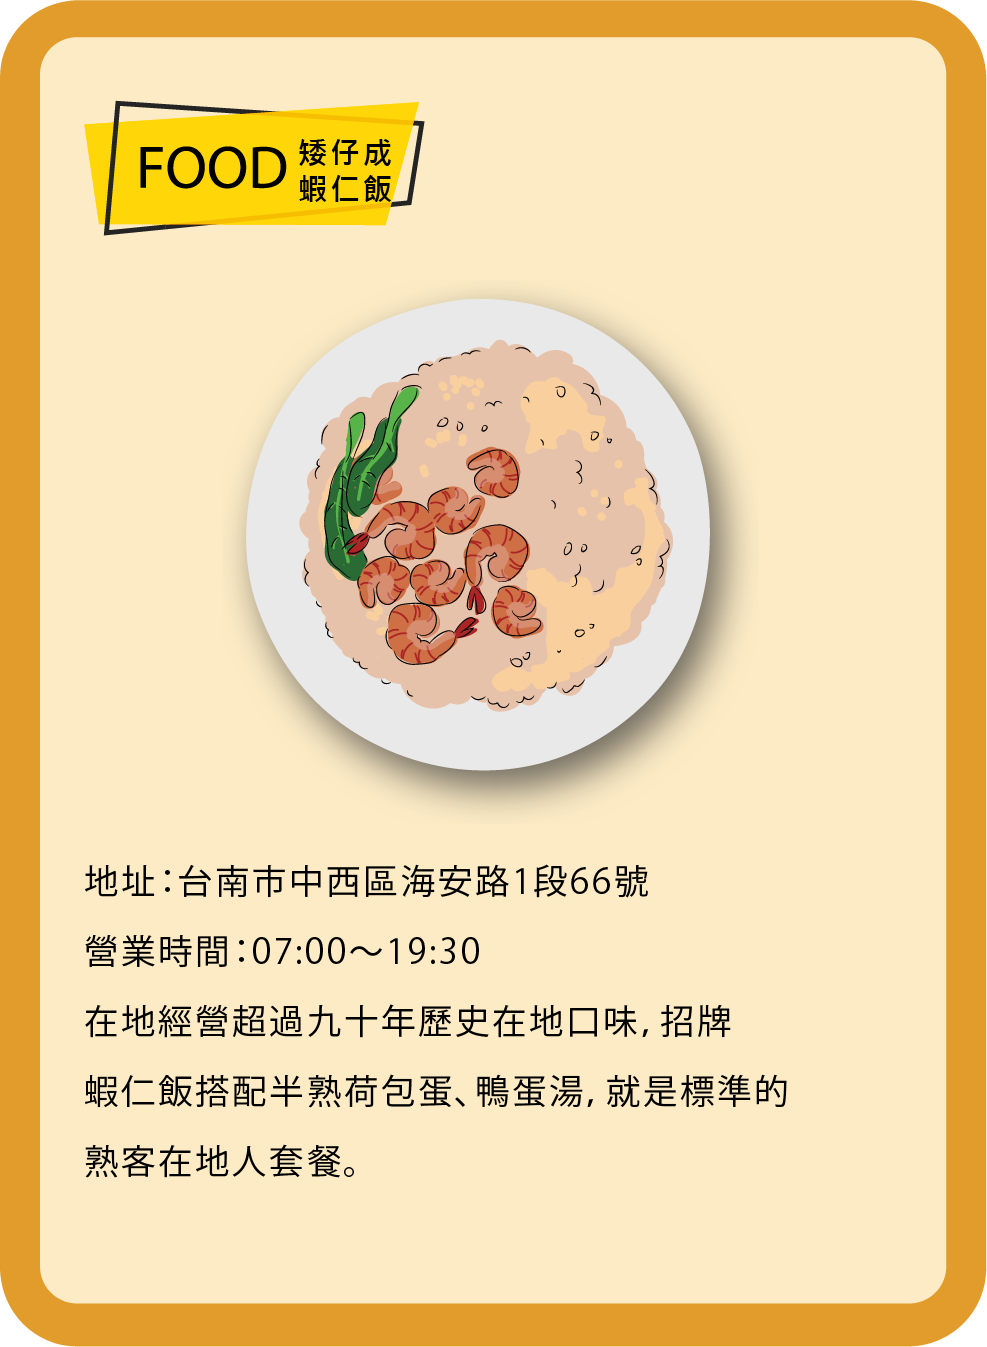 FOOD 矮仔成
蝦仁飯
地址：台南市中西區海安路1段66號
營業時間：07:00～19:30
在地經營超過九十年歷史在地口味，招牌
蝦仁飯搭配半熟荷包蛋、鴨蛋湯，就是標準的
熟客在地人套餐。